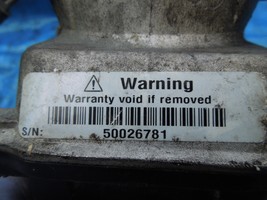 Warning
Warranty void if removed
S/N: 50026781